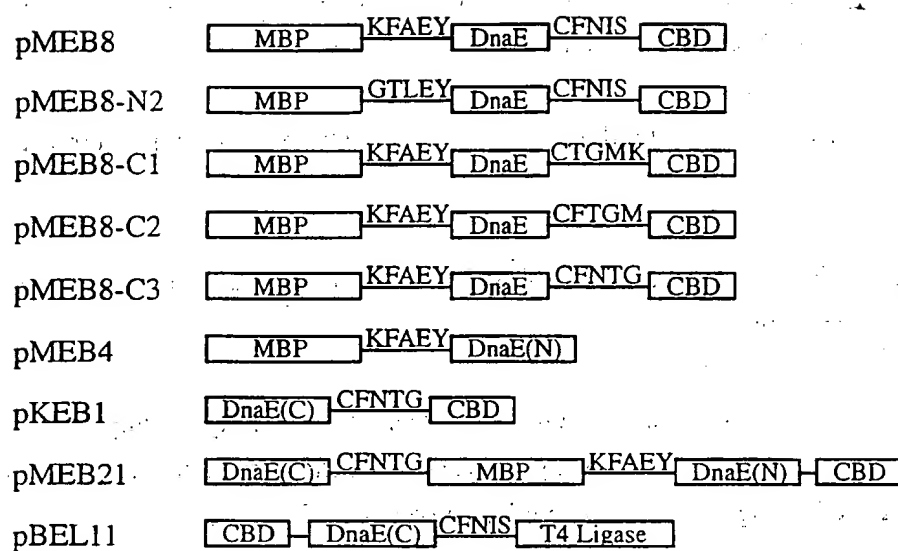 pMEB8 MBP KFAEY DnaE CFNIS CBD
pMEB8-N2 MBP GTLEY DnaE CFNIS CBD
pMEB8-C1 MBP KFAEY DnaE CTGMK CBD
pMEB8-C2 MBP KFAEY DnaE CFTGM CBD
pMEB8-C3 MBP KFAEY DnaE CFNTG CBD
pMEB4 MBP KFAEY DnaE(N)
pKEB1 DnaE(C) CFNTG CBD
pMEB21 DnaE(C) CFNTG MBP KFAEY DnaE(N) CBD
pBEL11 CBD DnaE(C) CFNIS T4 Ligase